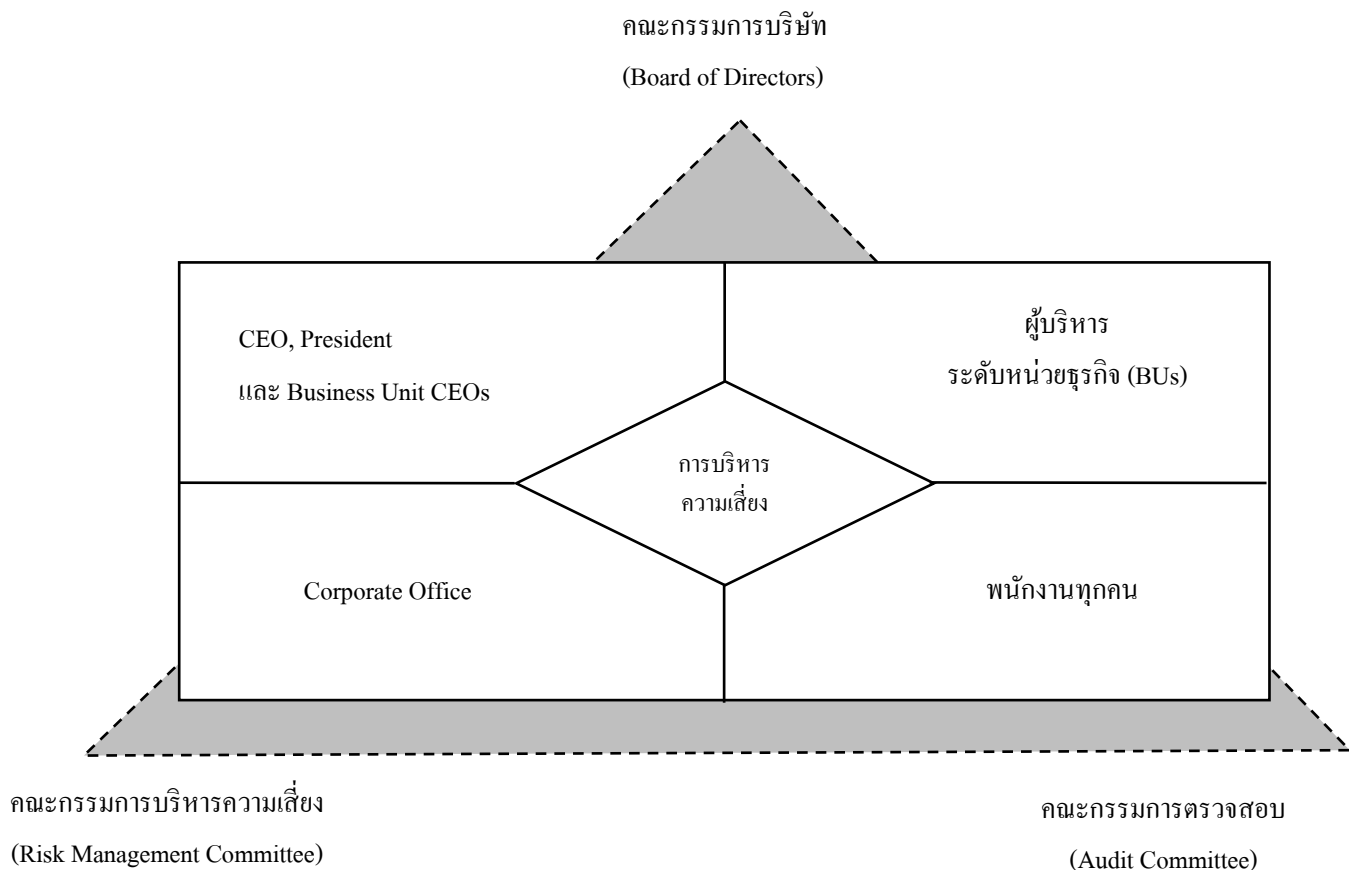 คณะกรรมการบริษัท
(Board of Directors)
CEO, President
และ Business Unit CEOs
ผู้บริหาร
ระดับหน่วยธุรกิจ (BUs)
การบริหาร
ความเสี่ยง
Corporate Office
พนักงานทุกคน
คณะกรรมการบริหารความเสี่ยง
(Risk Management Committee)
คณะกรรมการตรวจสอบ
(Audit Committee)